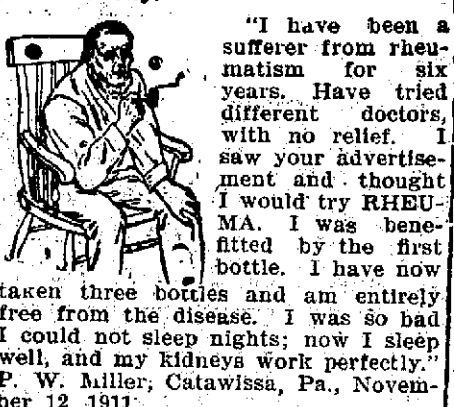 "I have been a
sufferer from rheu-
matism for six
years. Have tried
different doctors,
with no relief. I
saw your advertise-
ment and thought
I would try RHEU-
MA. I was bene-
fitted by the first
bottle. I have now
taken three bottles and am entirely
free from the disease. I was so bad
I could not sleep nights; now I sleep
well, and my kidneys work perfectly."
P. W. Miller, Catawissa, Pa., Novem-
ber 12 1911